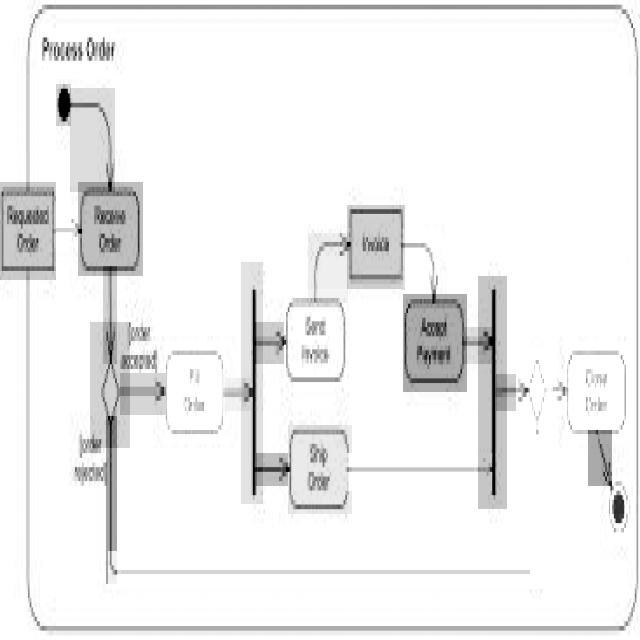 Process Order
Requested
Order
Receive
Order
Invoice
[order
accepted]
Send
Invoice
Accept
Payment
Fill
Order
Close
Order
[order
rejected]
Ship
Order